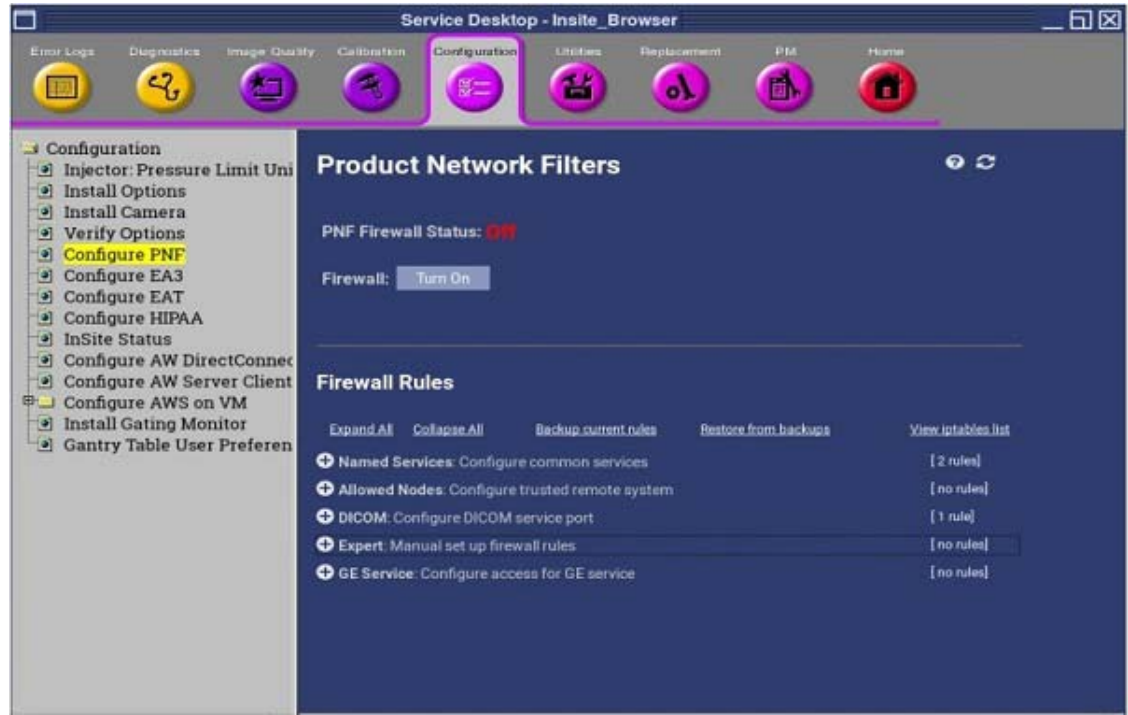 Service Desktop - Insite_Browser
Error Logs Diagnostics Image Quality Calibration Configuration Utilities Replacement PM Home
Configuration
Injector: Pressure Limit Uni
Install Options
Install Camera
Verify Options
Configure PNF
Configure EA3
Configure EAT
Configure HIPAA
InSite Status
Configure AW DirectConnec
Configure AW Server Client
Configure AWS on VM
Install Gating Monitor
Gantry Table User Preferen
Product Network Filters
PNF Firewall Status: Off
Firewall: Turn On
Firewall Rules
Expand All Collapse All Backup current rules Restore from backups View iptables list
Named Services: Configure common services [ 2 rules]
Allowed Nodes: Configure trusted remote system [ no rules]
DICOM: Configure DICOM service port [ 1 rule]
Expert: Manual set up firewall rules [ no rules]
GE Service: Configure access for GE service [ no rules]